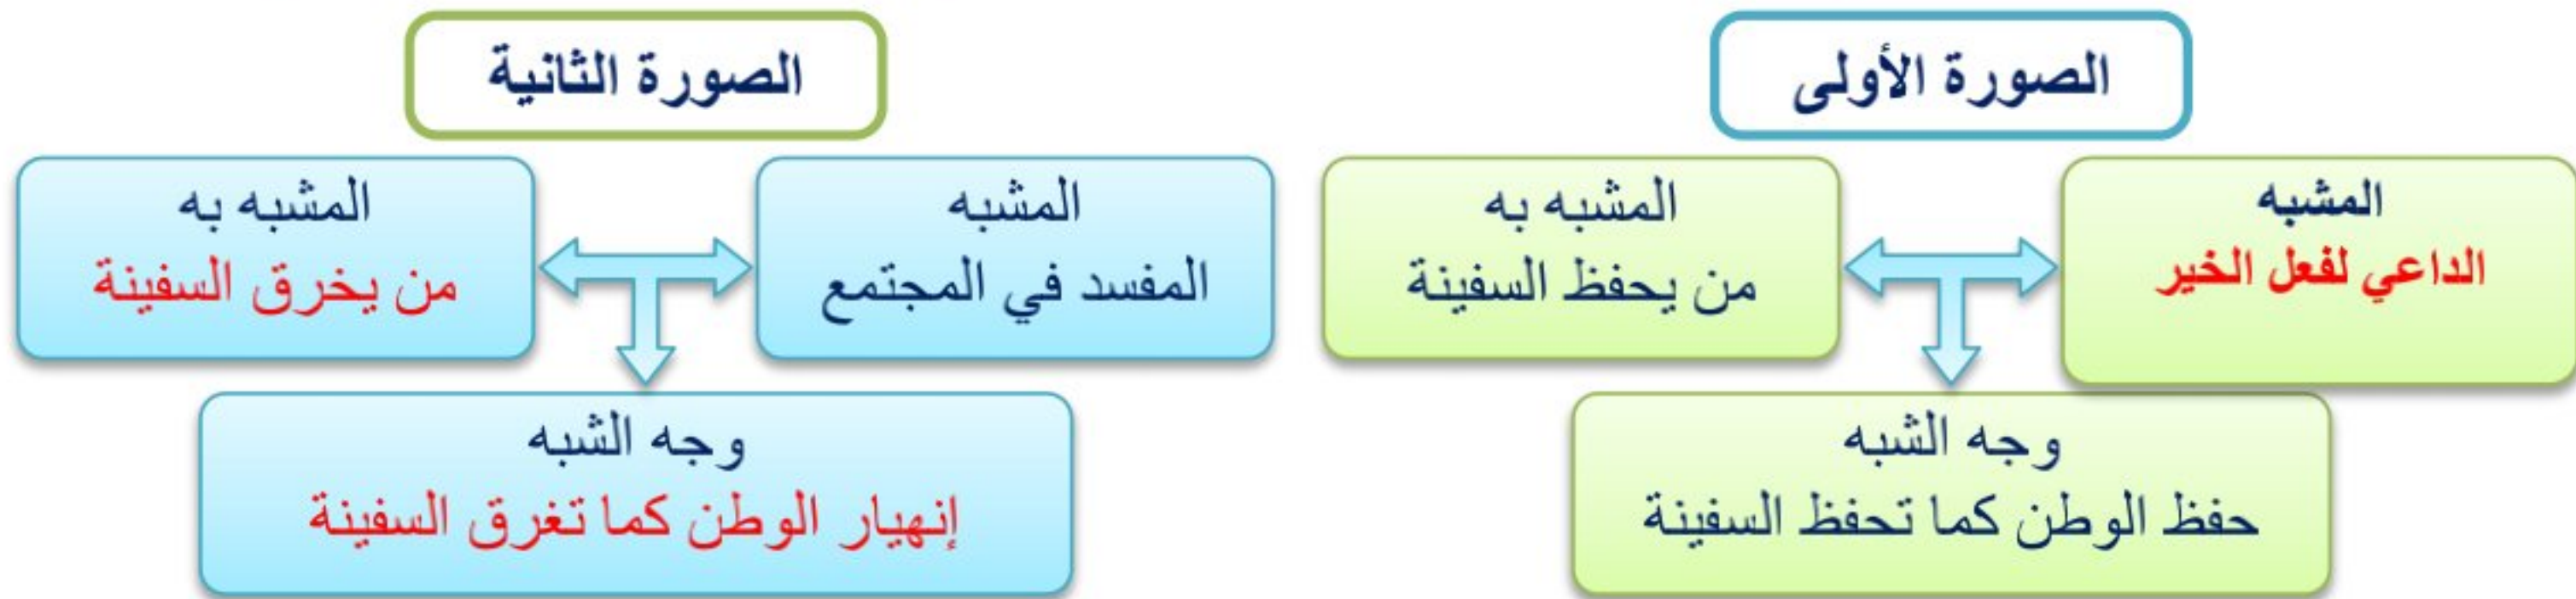 الصورة الأولى
المشبه
الداعي لفعل الخير
المشبه به
من يحفظ السفينة
وجه الشبه
حفظ الوطن كما تحفظ السفينة
الصورة الثانية
المشبه
المفسد في المجتمع
المشبه به
من يخرق السفينة
وجه الشبه
إنهيار الوطن كما تغرق السفينة